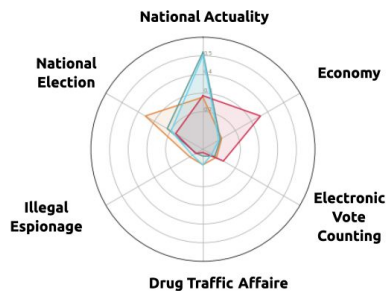 National Actuality
National
Election
Economy
Illegal
Espionage
Electronic
Vote
Counting
Drug Traffic Affaire